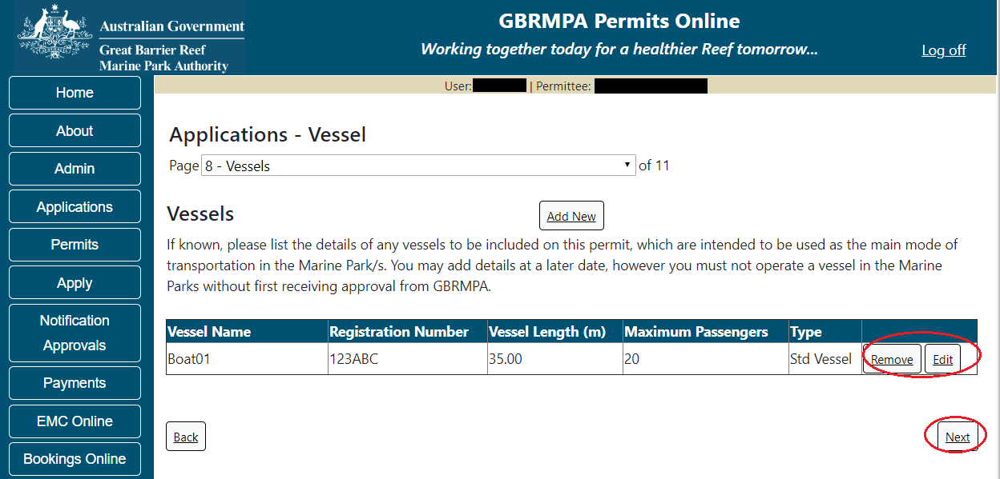 Australian Government
Great Barrier Reef
Marine Park Authority
GBRMPA Permits Online
Working together today for a healthier Reef tomorrow...
Log off
User: | Permittee:
Home
About
Admin
Applications
Permits
Apply
Notification
Approvals
Payments
EMC Online
Bookings Online
Applications - Vessel
Page 8 - Vessels of 11
Vessels
Add New
If known, please list the details of any vessels to be included on this permit, which are intended to be used as the main mode of
transportation in the Marine Park/s. You may add details at a later date, however you must not operate a vessel in the Marine
Parks without first receiving approval from GBRMPA.
Vessel Name Registration Number Vessel Length (m) Maximum Passengers Type
Boat01 123ABC 35.00 20 Std Vessel Remove Edit
Back Next